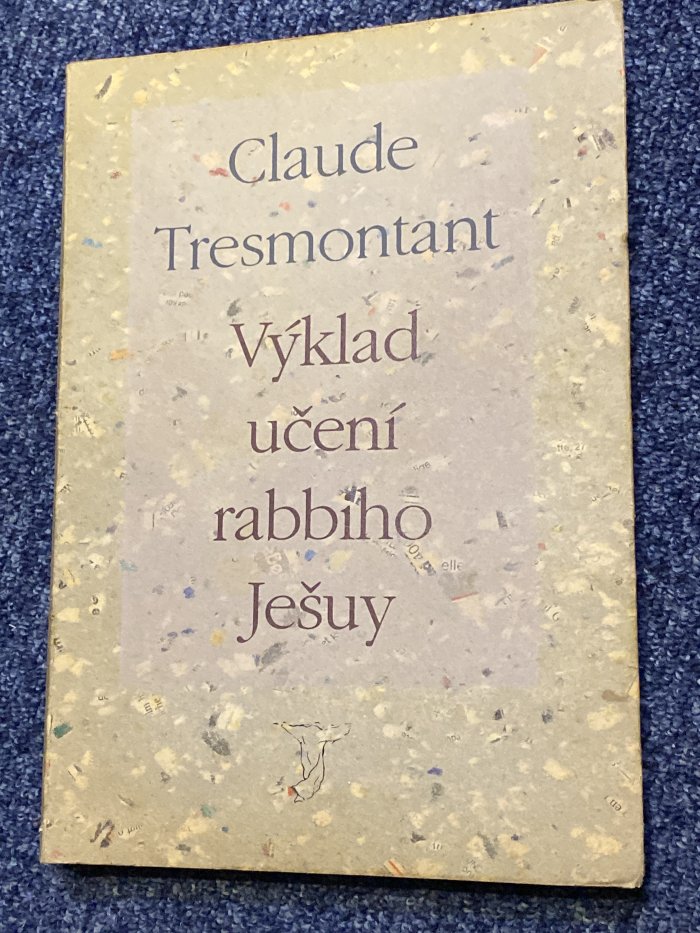 Claude
Tresmontant
Výklad
učení
rabbiho
Ješuy